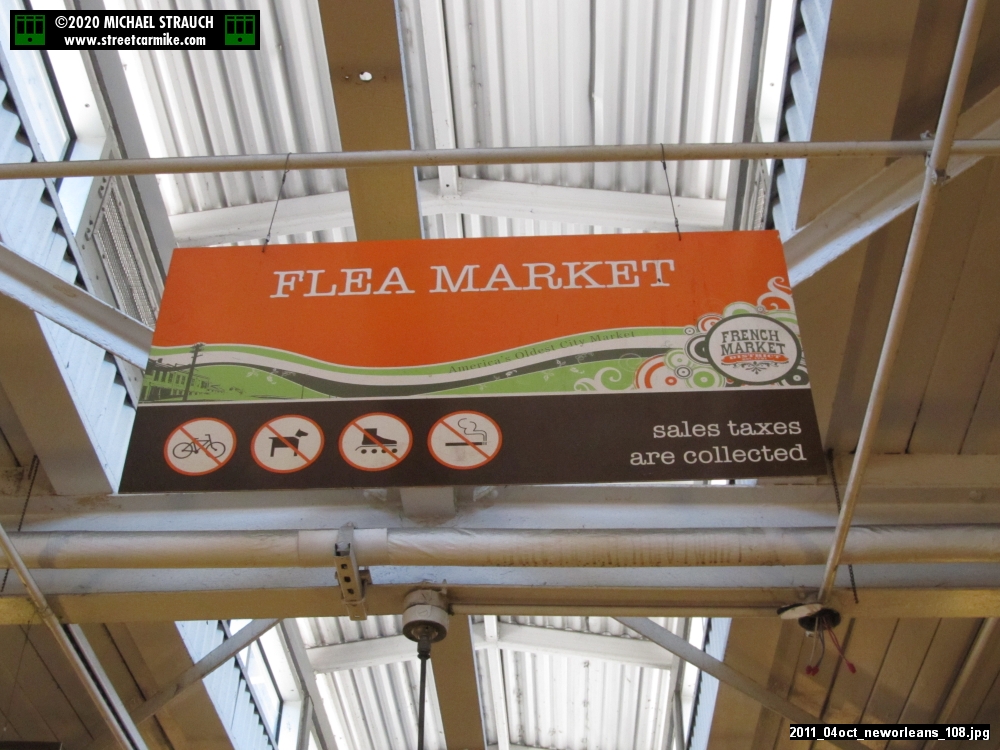 ©2020 MICHAEL STRAUCH
www.streetcarmike.com
FLEA MARKET
America's Oldest City Market
FRENCH
MARKET
DISTRICT
sales taxes
are collected
2011_04oct_neworleans_108.jpg